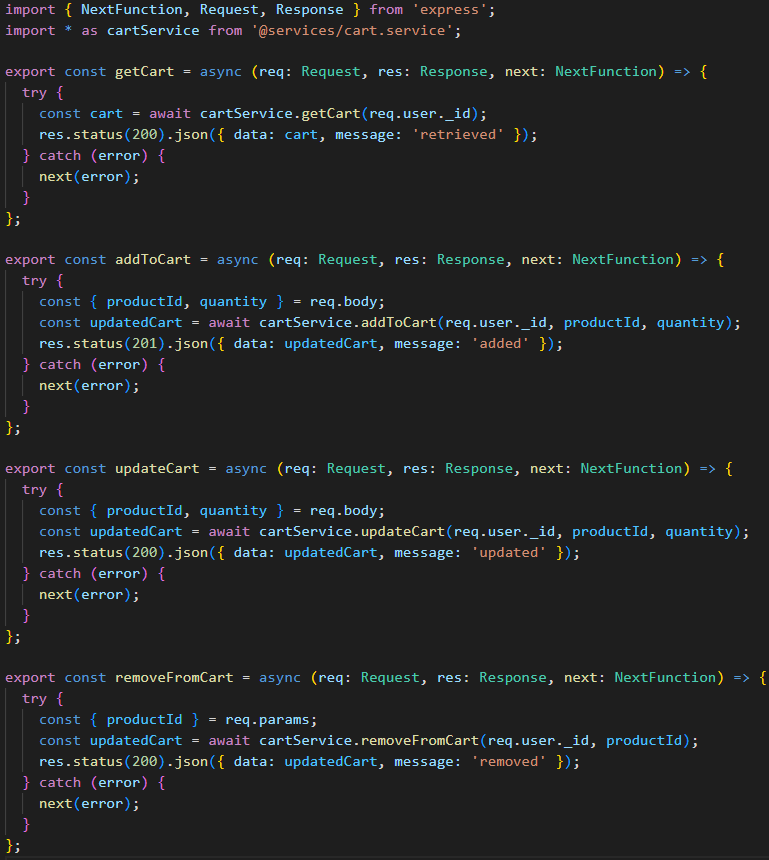 import { NextFunction, Request, Response } from 'express';
import * as cartService from '@services/cart.service';

export const getCart = async (req: Request, res: Response, next: NextFunction) => {
  try {
    const cart = await cartService.getCart(req.user._id);
    res.status(200).json({ data: cart, message: 'retrieved' });
  } catch (error) {
    next(error);
  }
};

export const addToCart = async (req: Request, res: Response, next: NextFunction) => {
  try {
    const { productId, quantity } = req.body;
    const updatedCart = await cartService.addToCart(req.user._id, productId, quantity);
    res.status(201).json({ data: updatedCart, message: 'added' });
  } catch (error) {
    next(error);
  }
};

export const updateCart = async (req: Request, res: Response, next: NextFunction) => {
  try {
    const { productId, quantity } = req.body;
    const updatedCart = await cartService.updateCart(req.user._id, productId, quantity);
    res.status(200).json({ data: updatedCart, message: 'updated' });
  } catch (error) {
    next(error);
  }
};

export const removeFromCart = async (req: Request, res: Response, next: NextFunction) => {
  try {
    const { productId } = req.params;
    const updatedCart = await cartService.removeFromCart(req.user._id, productId);
    res.status(200).json({ data: updatedCart, message: 'removed' });
  } catch (error) {
    next(error);
  }
};